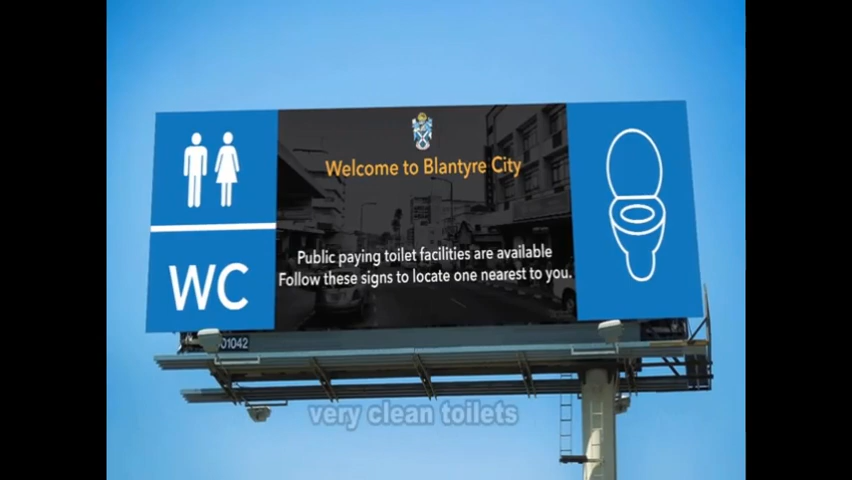 Welcome to Blantyre City
Public paying toilet facilities are available
Follow these signs to locate one nearest to you.
WC
01042
very clean toilets